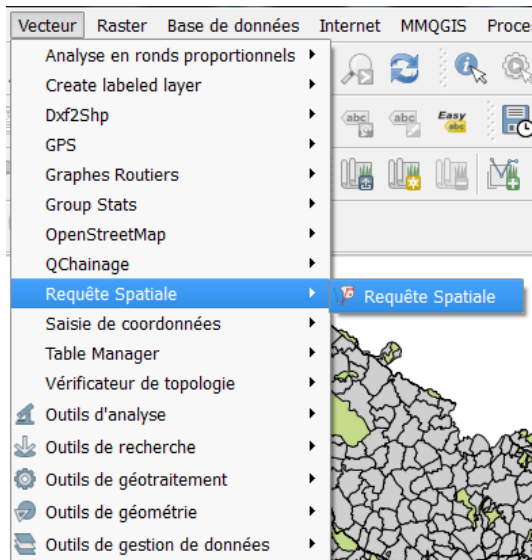 Vecteur Raster Base de données Internet MMQGIS Proce
Analyse en ronds proportionnels
Create labeled layer
Dxf2Shp
abc abc Easy abc
GPS
Graphes Routiers
Group Stats
OpenStreetMap
QChainage
Requête Spatiale Requête Spatiale
Saisie de coordonnées
Table Manager
Vérificateur de topologie
Outils d'analyse
Outils de recherche
Outils de géotraitement
Outils de géométrie
Outils de gestion de données